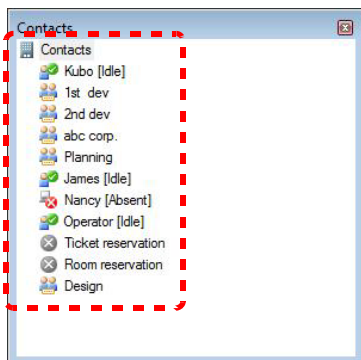 Contacts
Contacts
Kubo [Idle]
1st dev
2nd dev
abc corp.
Planning
James [Idle]
Nancy [Absent]
Operator [Idle]
Ticket reservation
Room reservation
Design